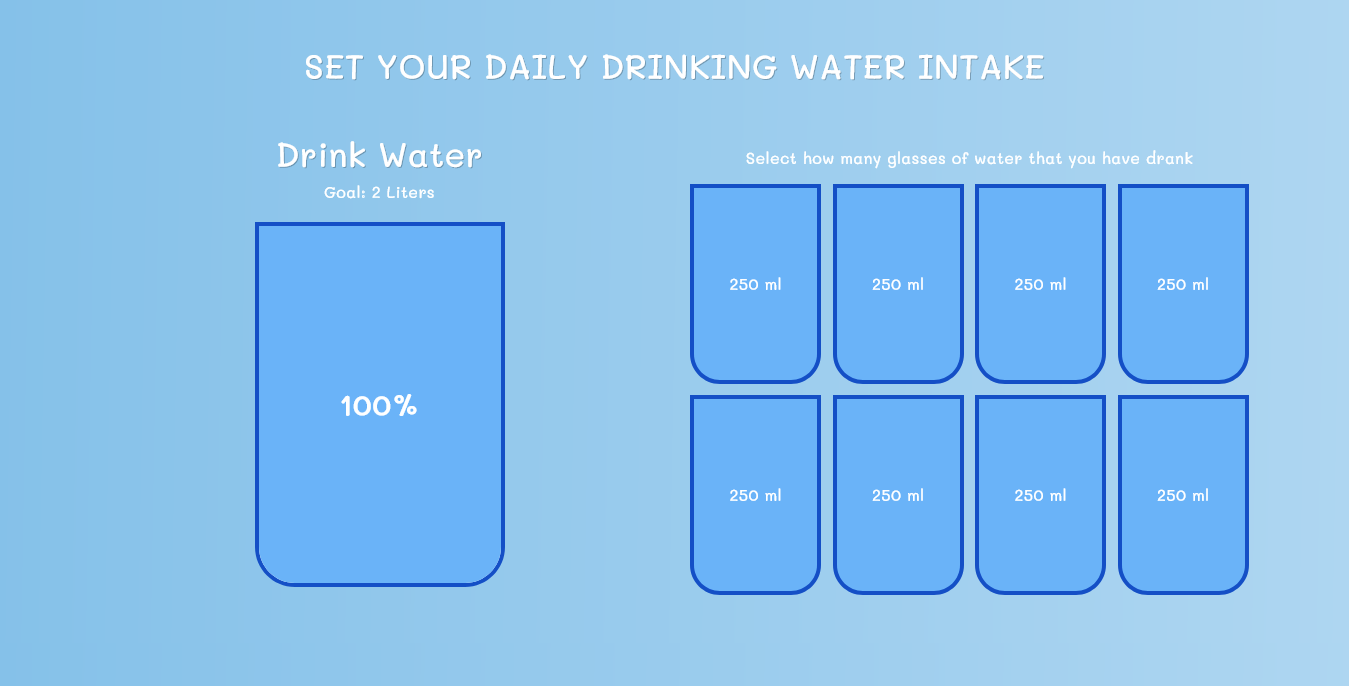 SET YOUR DAILY DRINKING WATER INTAKE
Drink Water
Goal: 2 Liters
100%
Select how many glasses of water that you have drank
250 ml
250 ml
250 ml
250 ml
250 ml
250 ml
250 ml
250 ml